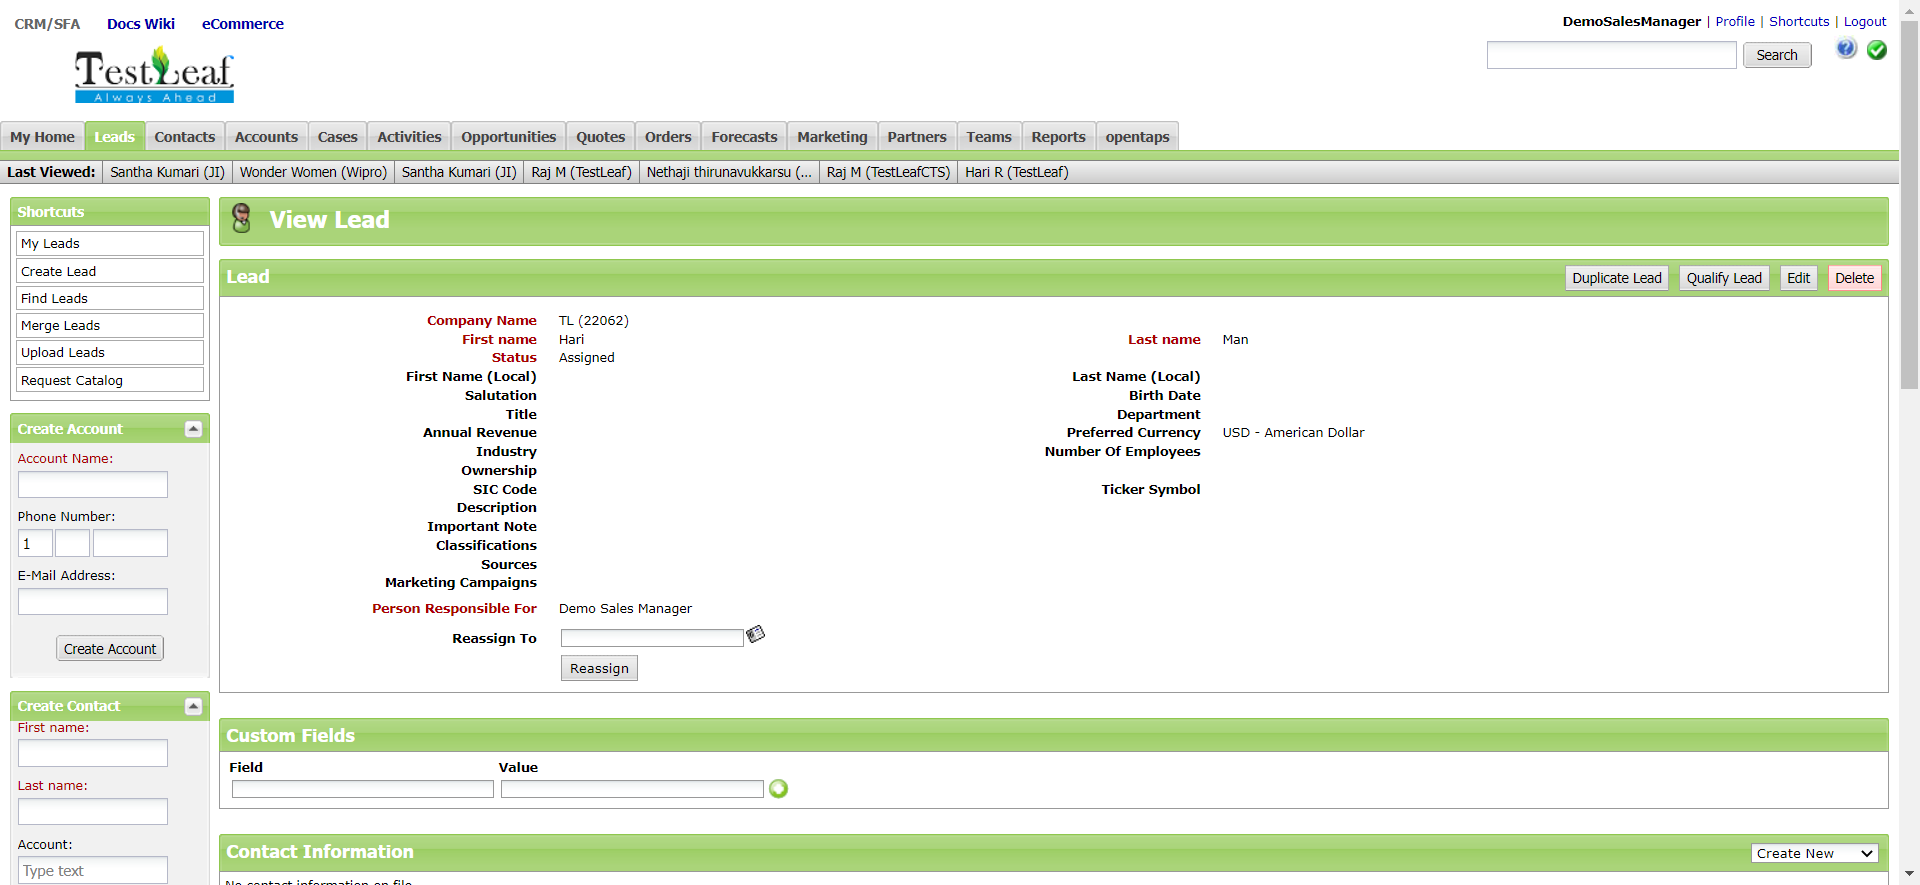 CRM/SFA Docs Wiki eCommerce
DemoSalesManager | Profile | Shortcuts | Logout
TestLeaf
Always Ahead
Search
My Home Leads Contacts Accounts Cases Activities Opportunities Quotes Orders Forecasts Marketing Partners Teams Reports opentaps
Last Viewed: Santha Kumari (JI) Wonder Women (Wipro) Santha Kumari (JI) Raj M (TestLeaf) Nethaji thirunavukkarsu (... Raj M (TestLeafCTS) Hari R (TestLeaf)
Shortcuts
My Leads
Create Lead
Find Leads
Merge Leads
Upload Leads
Request Catalog
Create Account
Account Name:
Phone Number:
1
E-Mail Address:
Create Account
Create Contact
First name:
Last name:
Account:
Type text
View Lead
Lead
Duplicate Lead Qualify Lead Edit Delete
Company Name TL (22062)
First name Hari Last name Man
Status Assigned
First Name (Local) Last Name (Local)
Salutation Birth Date
Title Department
Annual Revenue Preferred Currency USD - American Dollar
Industry Number Of Employees
Ownership
SIC Code Ticker Symbol
Description
Important Note
Classifications
Sources
Marketing Campaigns
Person Responsible For Demo Sales Manager
Reassign To
Reassign
Custom Fields
Field Value
Contact Information
Create New
No contact information on file